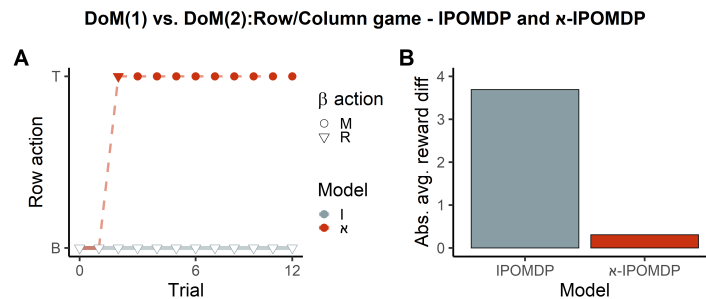 DoM(1) vs. DoM(2):Row/Column game - IPOMDP and א-IPOMDP
A
T
B
Row action
0
6
12
Trial
β action
M
R
Model
I
א
B
4
3
2
1
0
Abs. avg. reward diff
IPOMDP
א-IPOMDP
Model